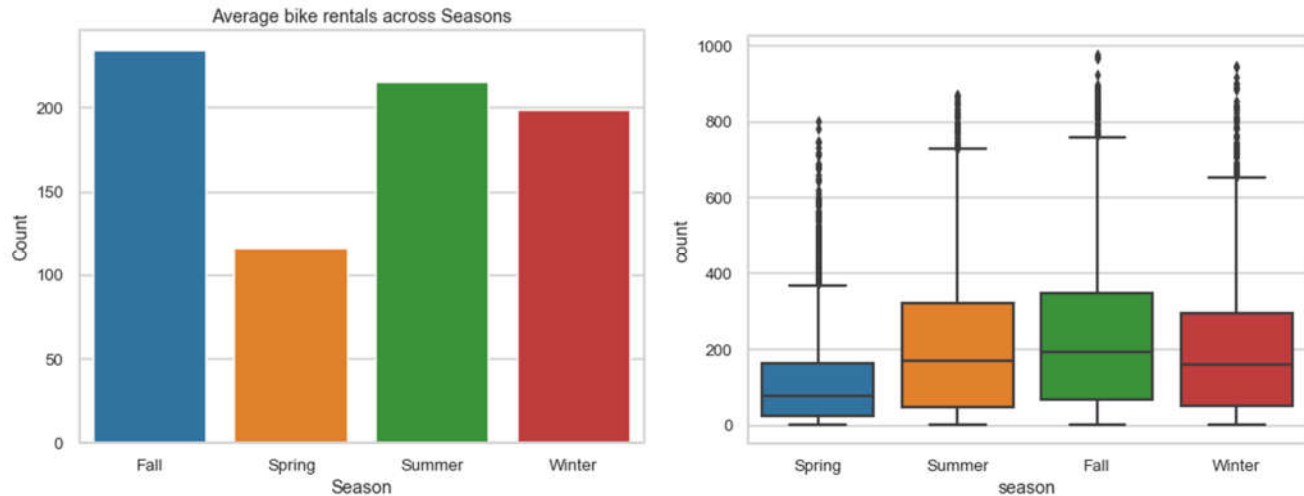 Average bike rentals across Seasons
Count
200
150
100
50
0
Fall Spring Summer Winter
Season
count
1000
800
600
400
200
0
Spring Summer Fall Winter
season